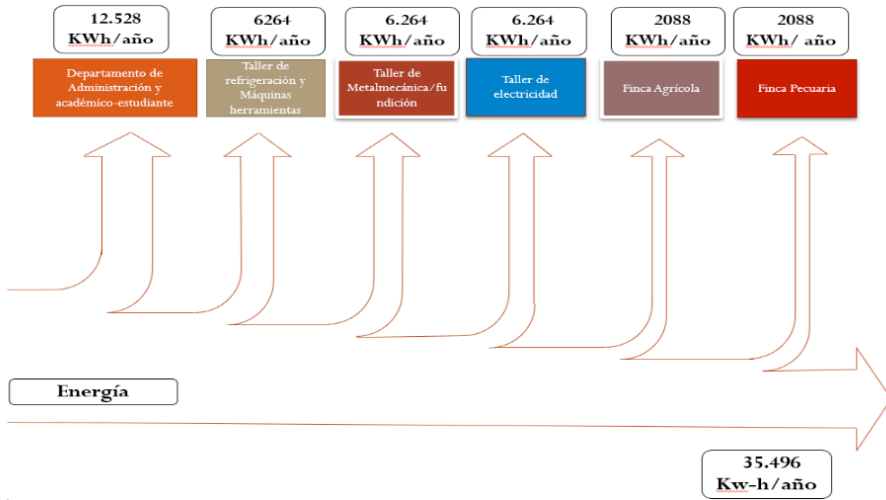 12.528
KWh/año
6264
KWh/año
6.264
KWh/año
6.264
KWh/año
2088
KWh/año
2088
KWh/ año
Departamento de
Administración y
académico-estudiante
Taller de
refrigeración y
Máquinas
herramientas
Taller de
Metalmecánica/fu
ndición
Taller de
electricidad
Finca Agrícola
Finca Pecuaria
Energía
35.496
Kw-h/año